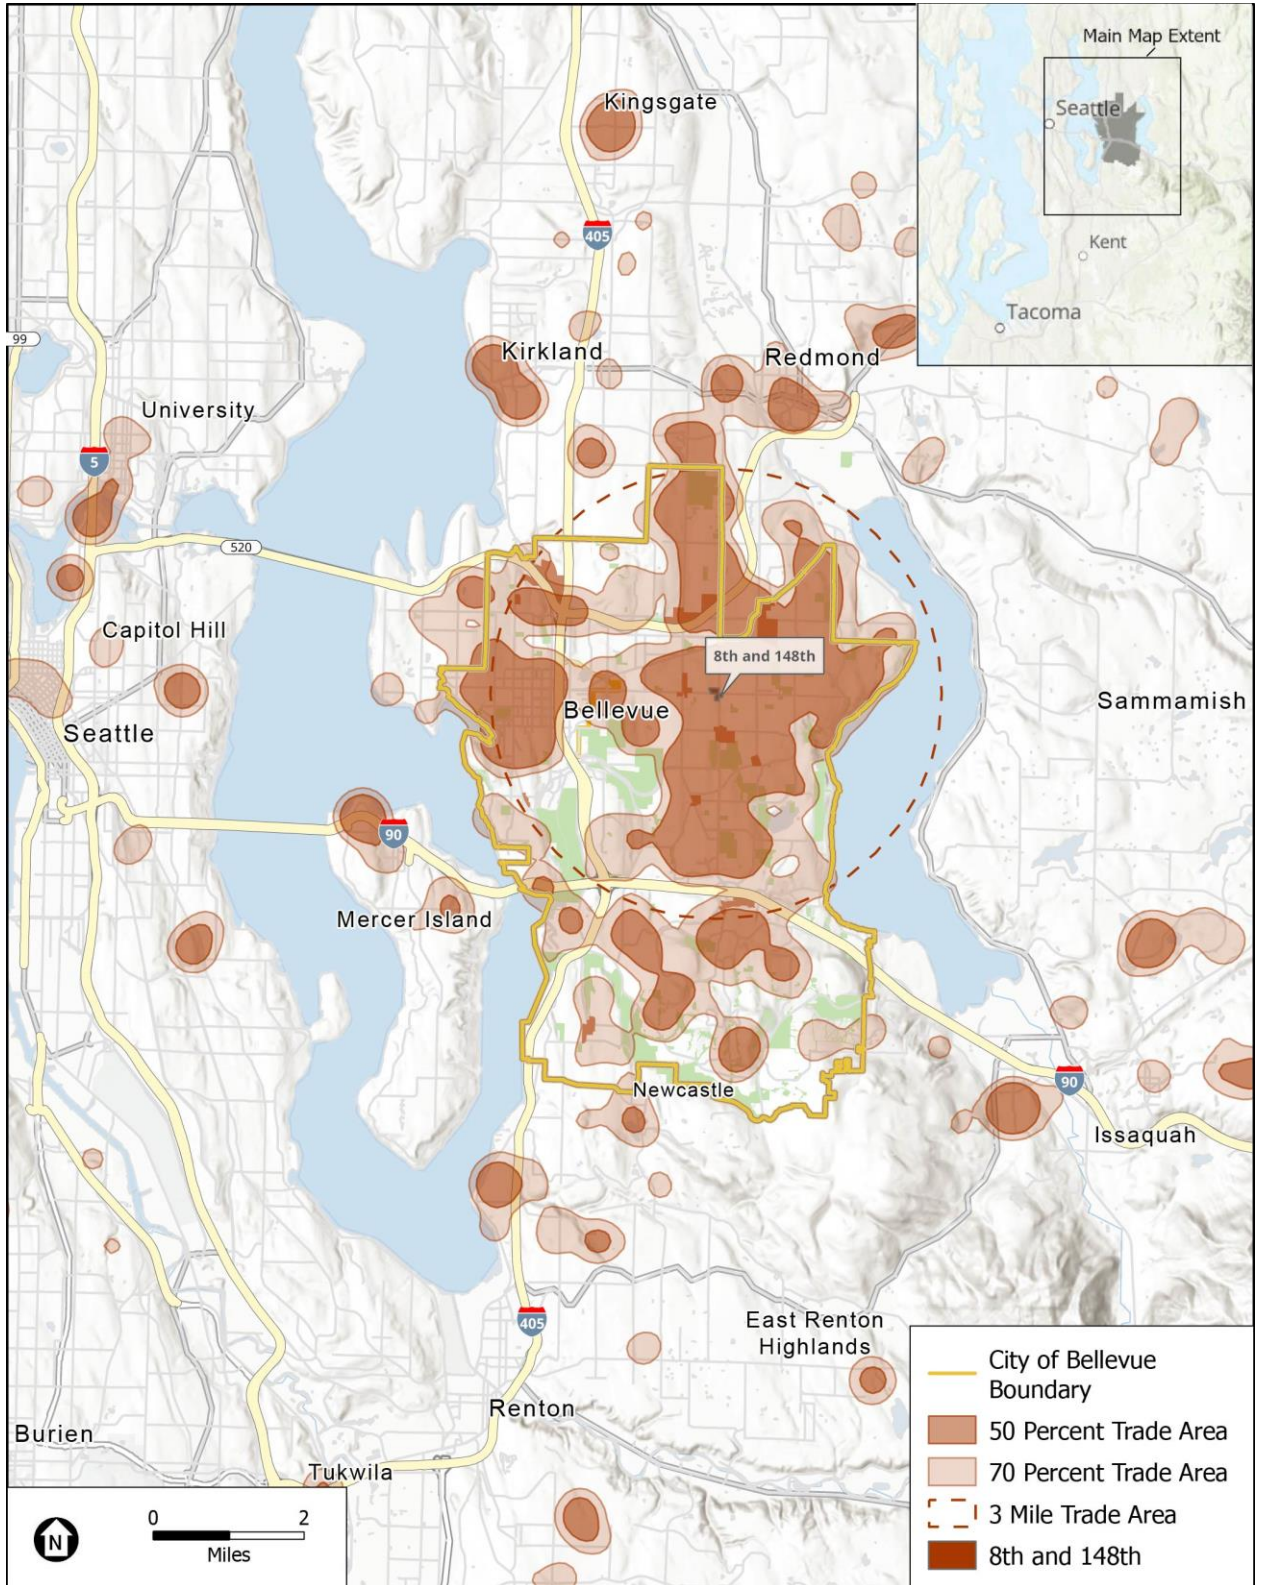 Main Map Extent
Seattle
Kent
Tacoma
Kingsgate
405
99
Kirkland
Redmond
University
5
520
Capitol Hill
8th and 148th
Sammamish
Bellevue
Seattle
90
Mercer Island
Newcastle
90
Issaquah
405
East Renton
Highlands
Renton
Burien
Tukwila
N
0 2
Miles
City of Bellevue
Boundary
50 Percent Trade Area
70 Percent Trade Area
3 Mile Trade Area
8th and 148th